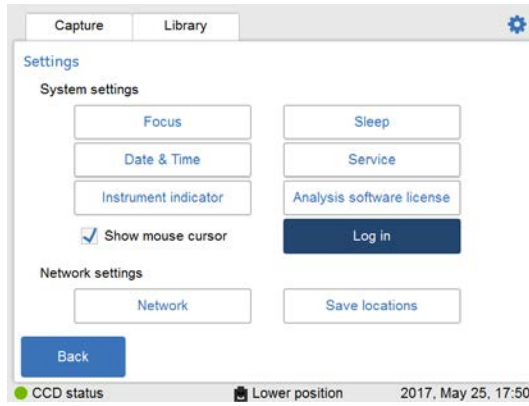 Capture Library
Settings
System settings
Focus Sleep
Date & Time Service
Instrument indicator Analysis software license
Show mouse cursor Log in
Network settings
Network Save locations
Back
CCD status Lower position 2017, May 25, 17:50